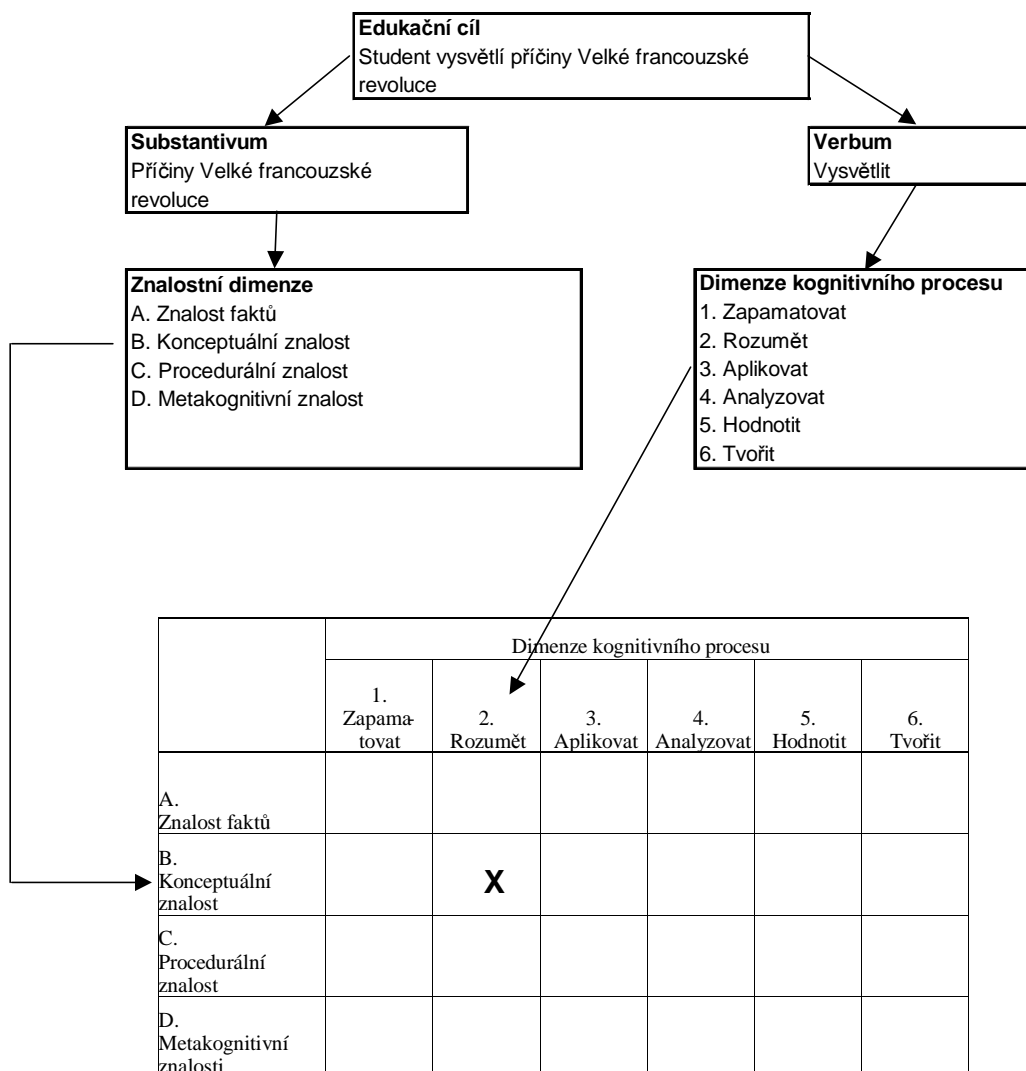 Edukační cíl
Student vysvětlí příčiny Velké francouzské
revoluce
Substantivum
Příčiny Velké francouzské
revoluce
Verbum
Vysvětlit
Znalostní dimenze
A. Znalost faktů
B. Konceptuální znalost
C. Procedurální znalost
D. Metakognitivní znalost
Dimenze kognitivního procesu
1. Zapamatovat
2. Rozumět
3. Aplikovat
4. Analyzovat
5. Hodnotit
6. Tvořit
Dimenze kognitivního procesu
1.
Zapama-
tovat
2.
Rozumět
3.
Aplikovat
4.
Analyzovat
5.
Hodnotit
6.
Tvořit
A.
Znalost faktů
B.
Konceptuální
znalost
X
C.
Procedurální
znalost
D.
Metakognitivní
znalosti